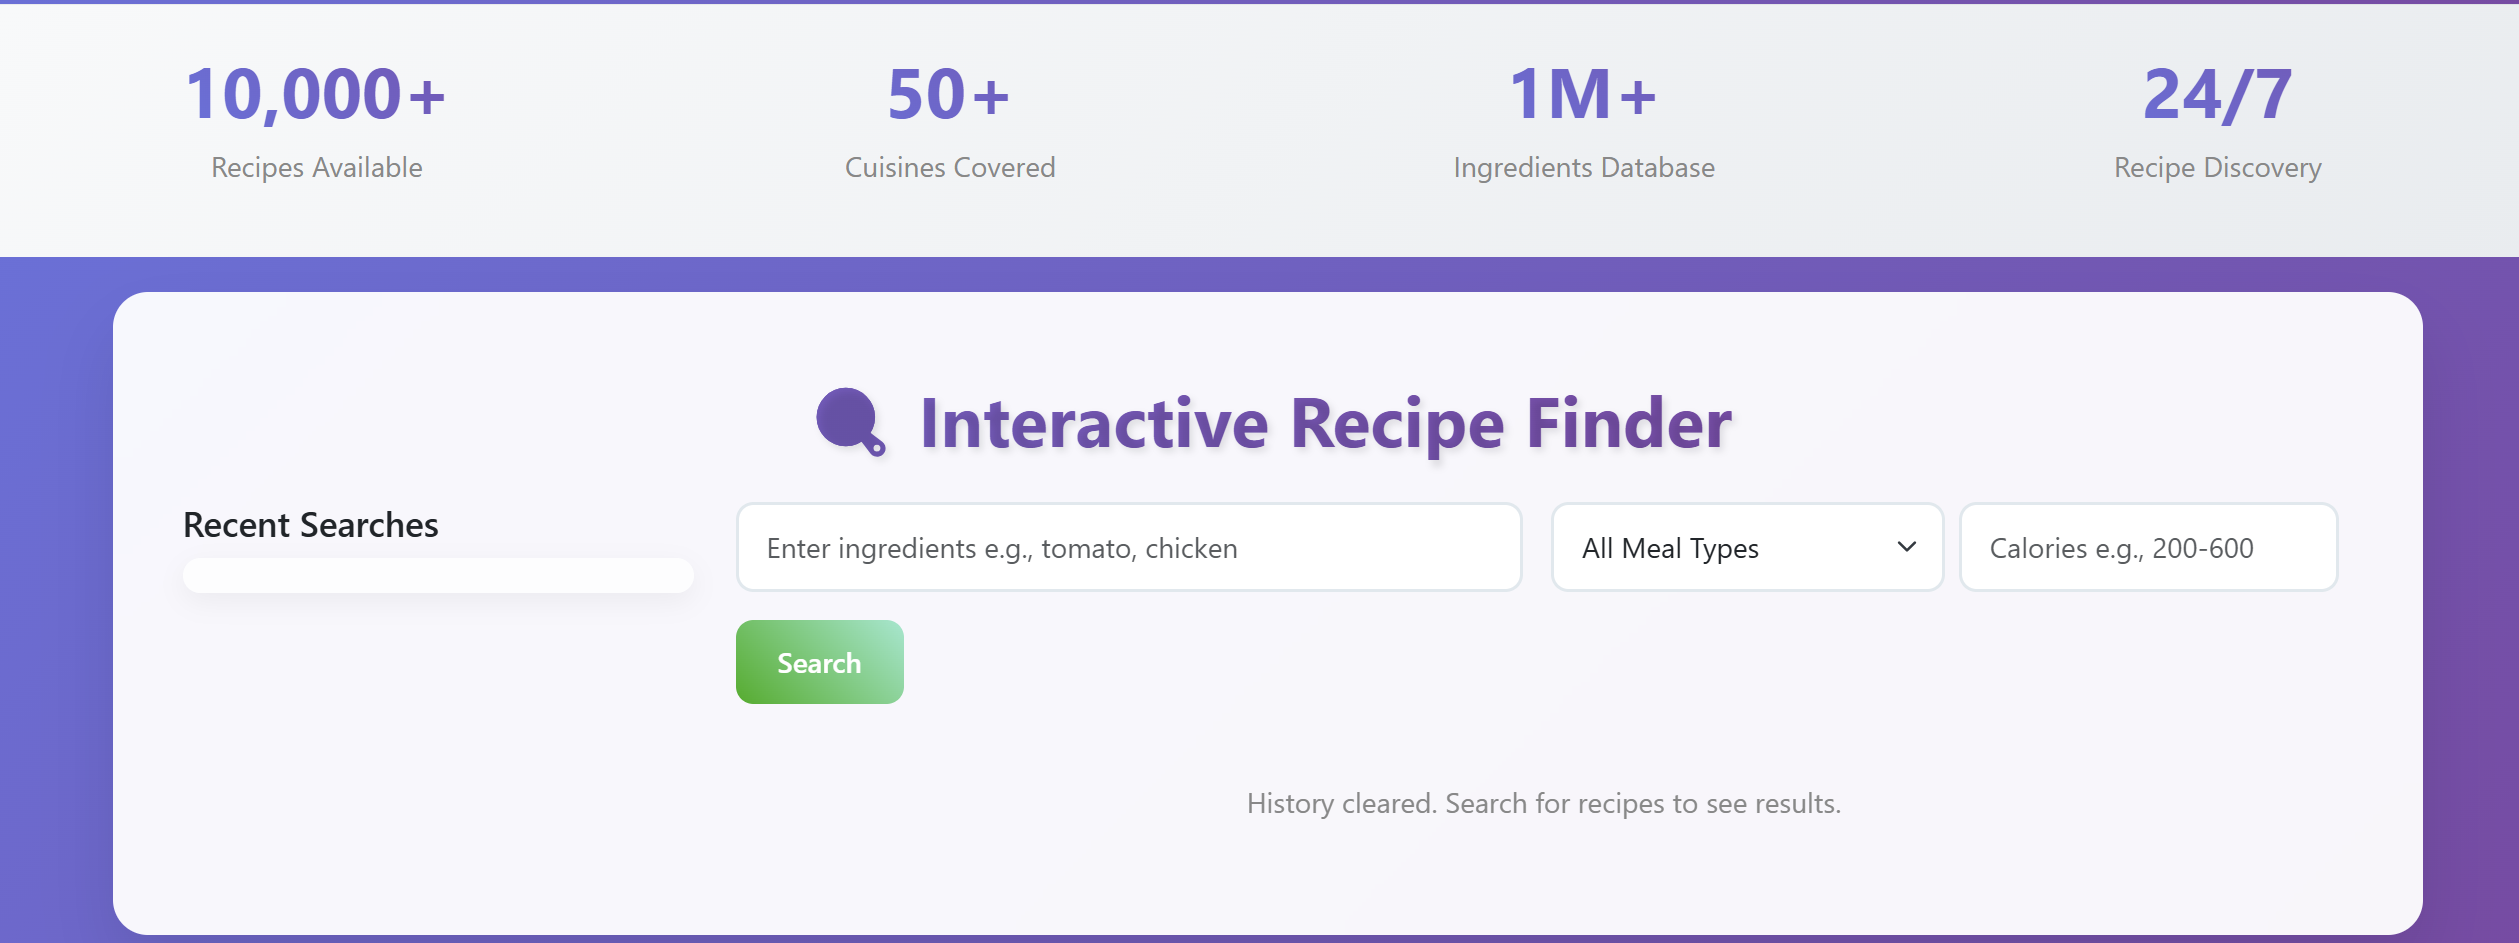 10,000+
Recipes Available
50+
Cuisines Covered
1M+
Ingredients Database
24/7
Recipe Discovery
Interactive Recipe Finder
Recent Searches
Enter ingredients e.g., tomato, chicken
All Meal Types
Calories e.g., 200-600
Search
History cleared. Search for recipes to see results.